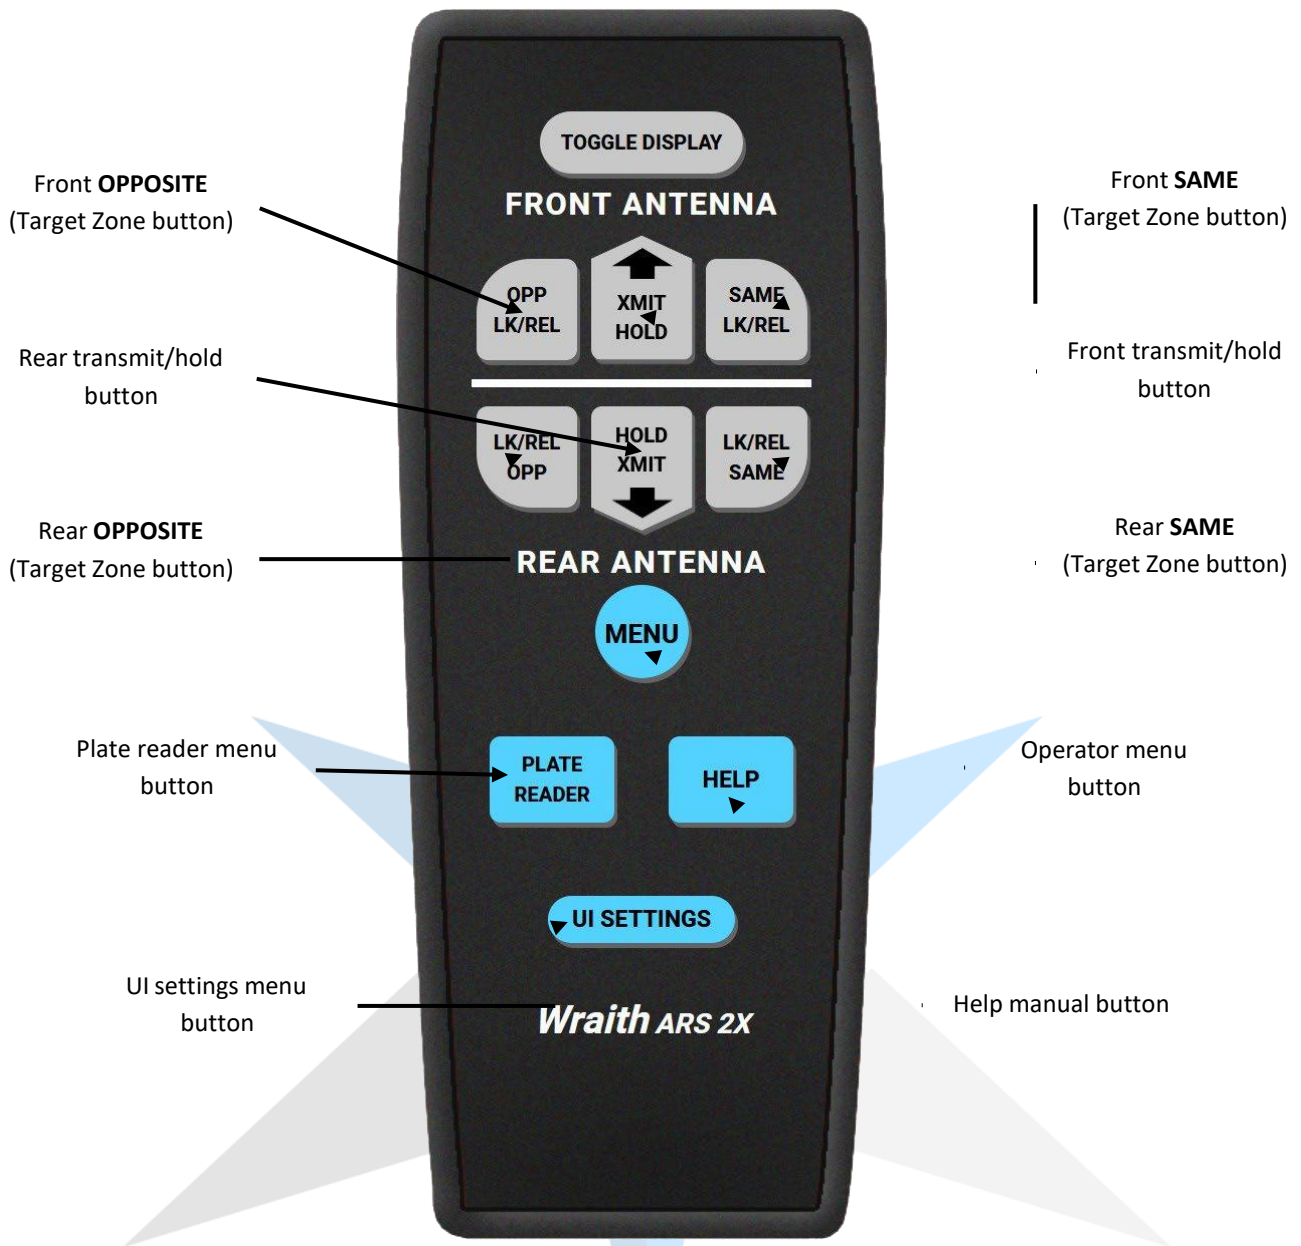 TOGGLE DISPLAY
FRONT ANTENNA
Front OPPOSITE
(Target Zone button)
Front SAME
(Target Zone button)
OPP
LK/REL
XMIT
HOLD
SAME
LK/REL
Rear transmit/hold
button
Front transmit/hold
button
LK/REL
OPP
HOLD
XMIT
LK/REL
SAME
Rear OPPOSITE
(Target Zone button)
Rear SAME
(Target Zone button)
REAR ANTENNA
MENU
Plate reader menu
button
PLATE
READER
HELP
Operator menu
button
UI SETTINGS
UI settings menu
button
Wraith ARS 2X
Help manual button